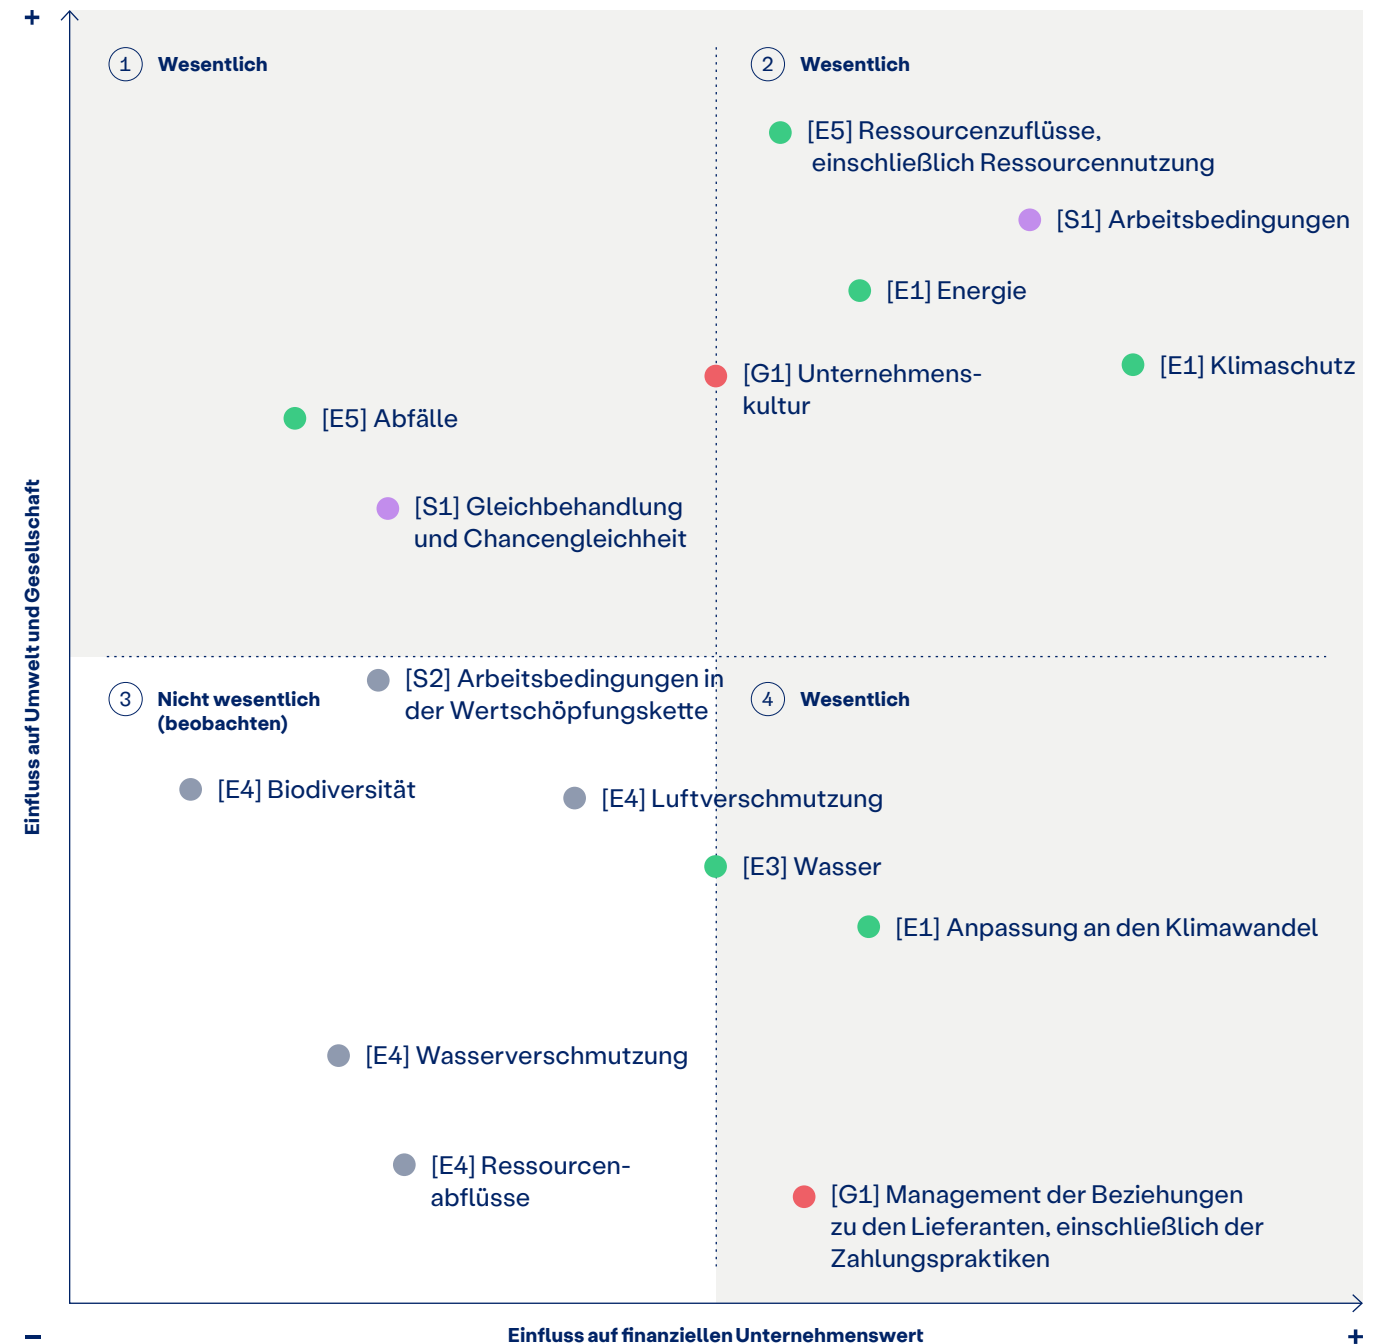 +
1 Wesentlich
2 Wesentlich
[E5] Ressourcenzuflüsse,
einschließlich Ressourcennutzung
[S1] Arbeitsbedingungen
[E1] Energie
[E1] Klimaschutz
[G1] Unternehmens-
kultur
[E5] Abfälle
[S1] Gleichbehandlung
und Chancengleichheit
Einfluss auf Umwelt und Gesellschaft
3 Nicht wesentlich
(beobachten)
[S2] Arbeitsbedingungen in
der Wertschöpfungskette
4 Wesentlich
[E4] Biodiversität
[E4] Luftverschmutzung
[E3] Wasser
[E1] Anpassung an den Klimawandel
[E4] Wasserverschmutzung
[E4] Ressourcen-
abflüsse
[G1] Management der Beziehungen
zu den Lieferanten, einschließlich der
Zahlungspraktiken
–
Einfluss auf finanziellen Unternehmenswert
+